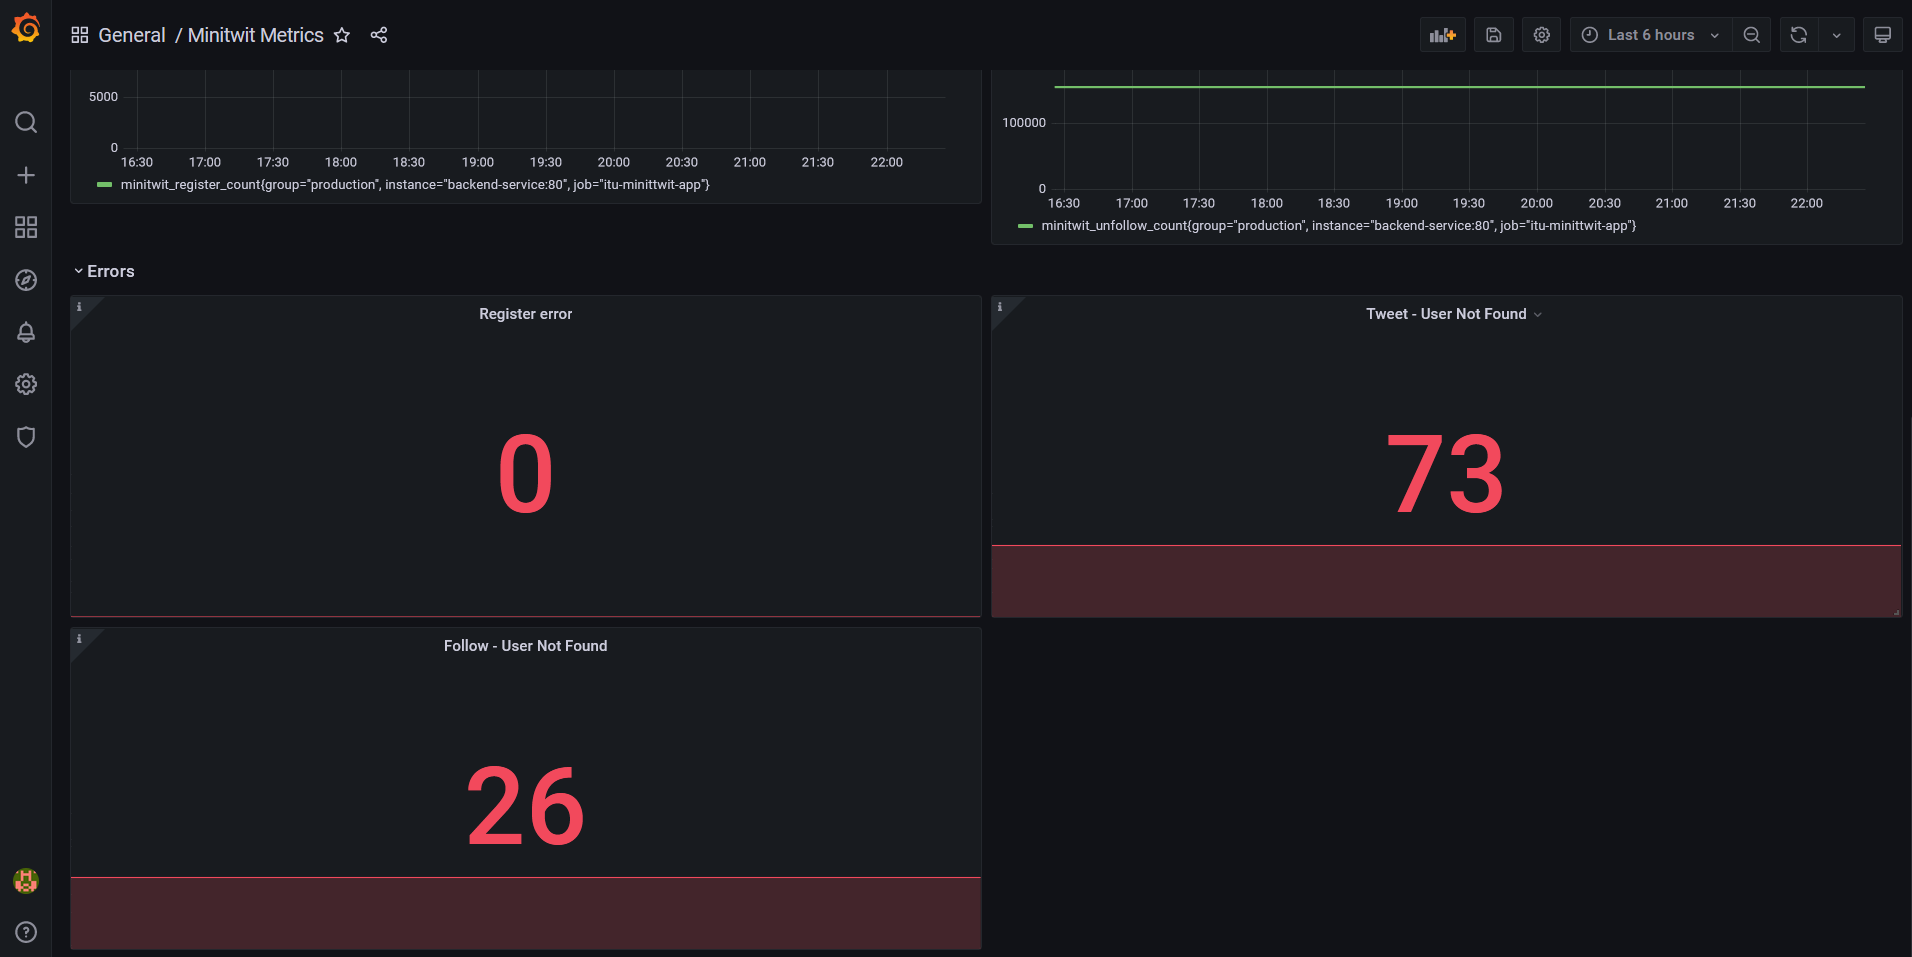 General / Minitwit Metrics
Last 6 hours
5000
0
16:30 17:00 17:30 18:00 18:30 19:00 19:30 20:00 20:30 21:00 21:30 22:00
minitwit_register_count{group="production", instance="backend-service:80", job="itu-minittwit-app"}
100000
0
16:30 17:00 17:30 18:00 18:30 19:00 19:30 20:00 20:30 21:00 21:30 22:00
minitwit_unfollow_count{group="production", instance="backend-service:80", job="itu-minittwit-app"}
Errors
i
Register error
0
i
Tweet - User Not Found
73
i
Follow - User Not Found
26
?